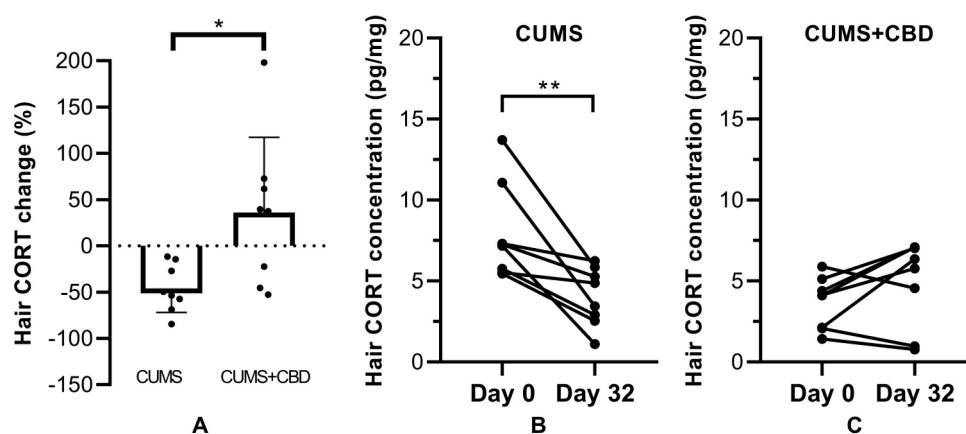 *
Hair CORT change (%)
200
150
100
50
0
-50
-100
-150
CUMS
CUMS+CBD
A
CUMS
**
Hair CORT concentration (pg/mg)
20
15
10
5
0
Day 0
Day 32
B
CUMS+CBD
Hair CORT concentration (pg/mg)
20
15
10
5
0
Day 0
Day 32
C